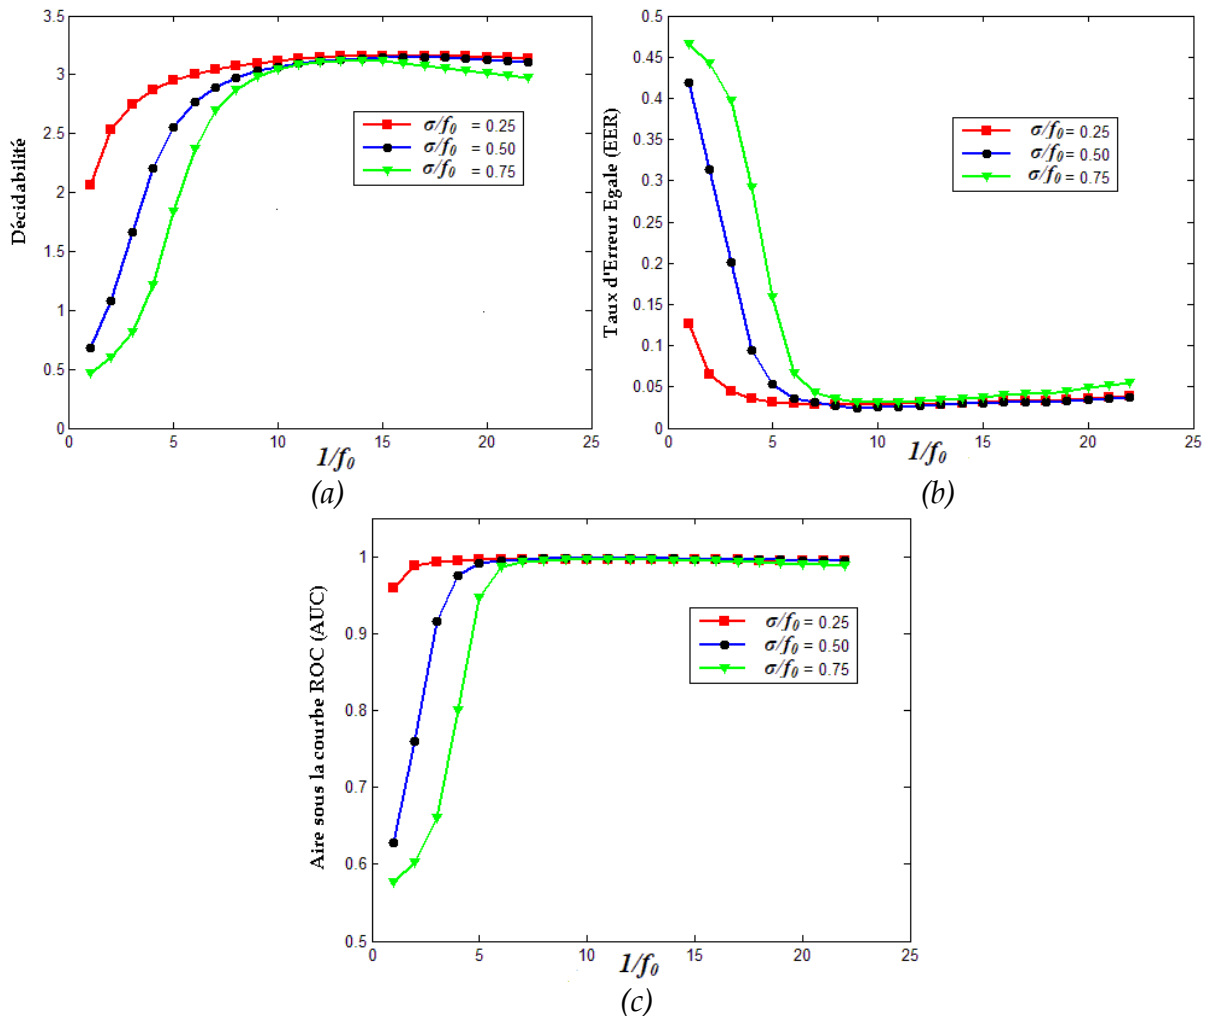 3.5
3
2.5
2
1.5
1
0.5
0
0
5
10
15
20
25
Décidabilité
1/f₀
σ/f₀ = 0.25
σ/f₀ = 0.50
σ/f₀ = 0.75
(a)
0.5
0.45
0.4
0.35
0.3
0.25
0.2
0.15
0.1
0.05
0
0
5
10
15
20
25
Taux d'Erreur Egale (EER)
1/f₀
σ/f₀ = 0.25
σ/f₀ = 0.50
σ/f₀ = 0.75
(b)
1
0.9
0.8
0.7
0.6
0.5
0
5
10
15
20
25
Aire sous la courbe ROC (AUC)
1/f₀
σ/f₀ = 0.25
σ/f₀ = 0.50
σ/f₀ = 0.75
(c)